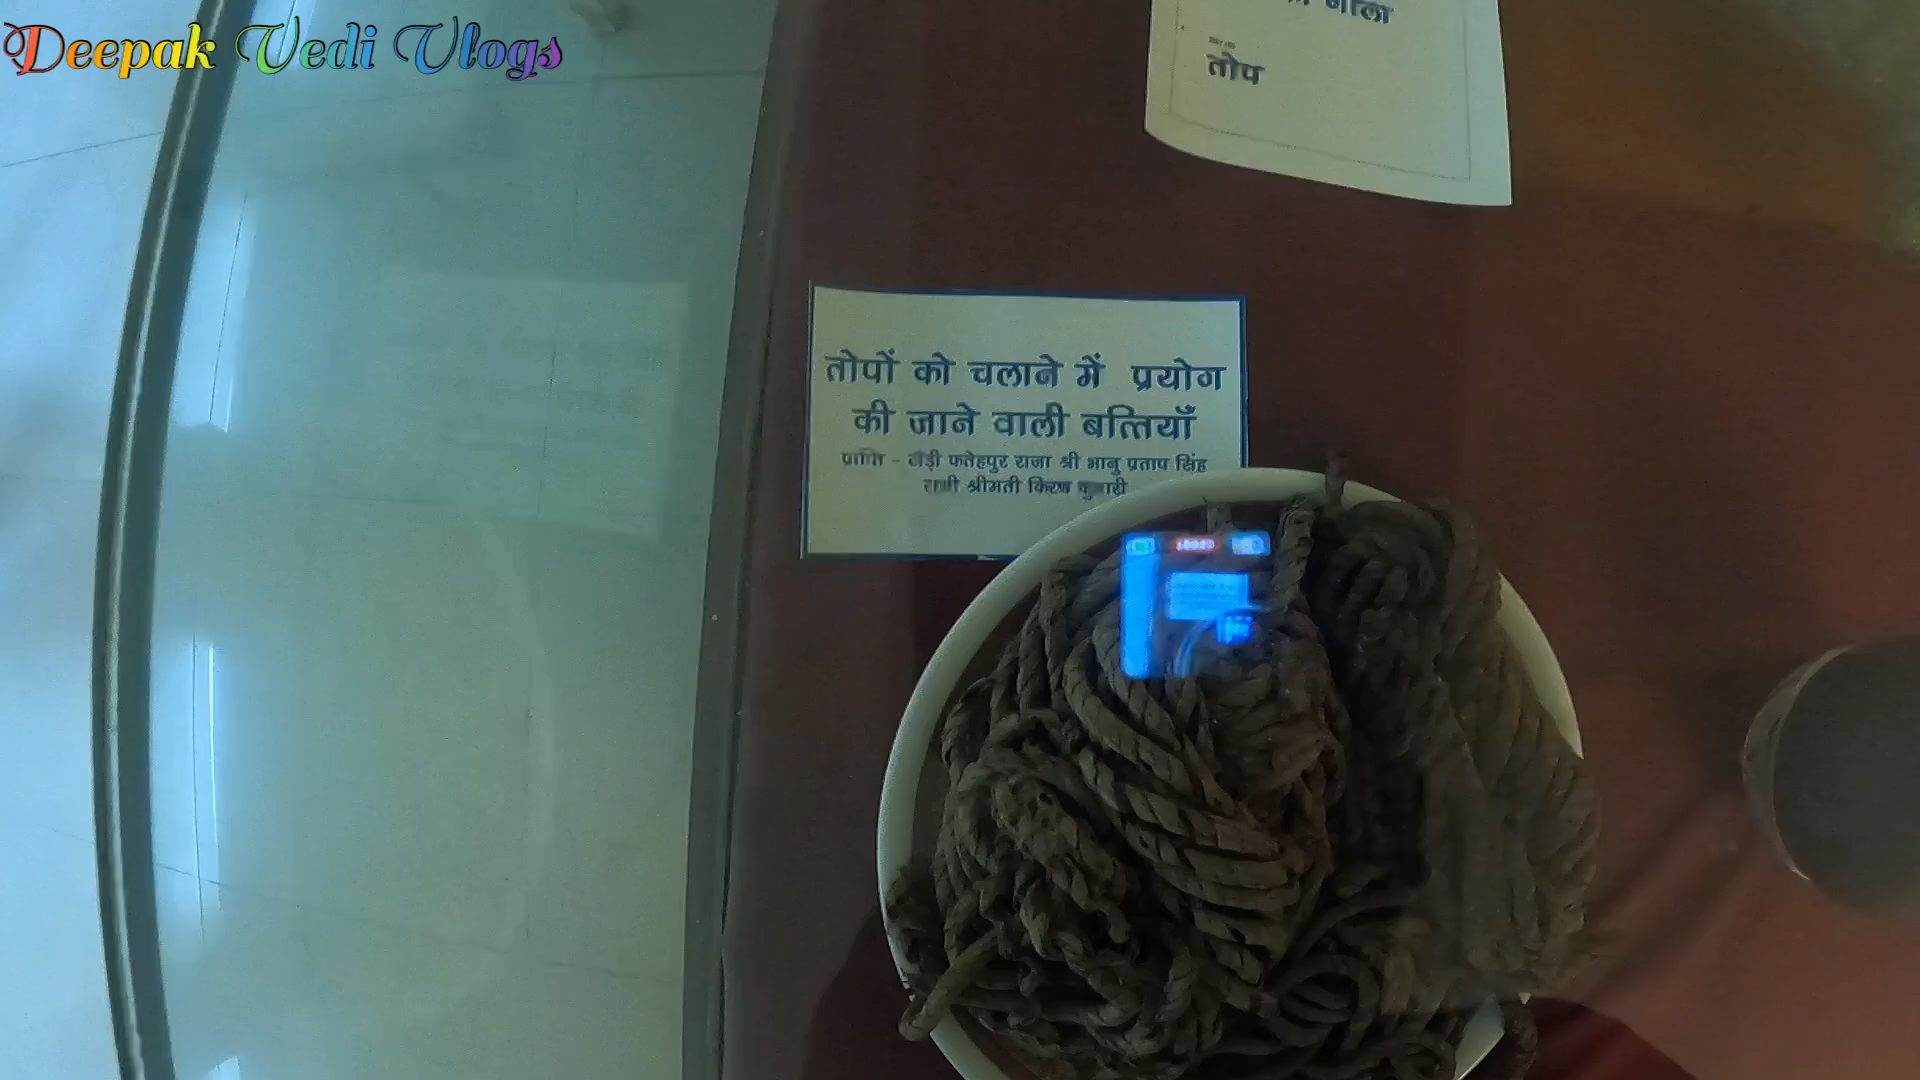 Deepak Vedi Vlogs
गोला
तोप
तोपों को चलाने में प्रयोग
की जाने वाली बत्तियाँ
प्राप्ति - फतेहपुर राजा श्री भानु प्रताप सिंह
रानी श्रीमती किरण कुमारी